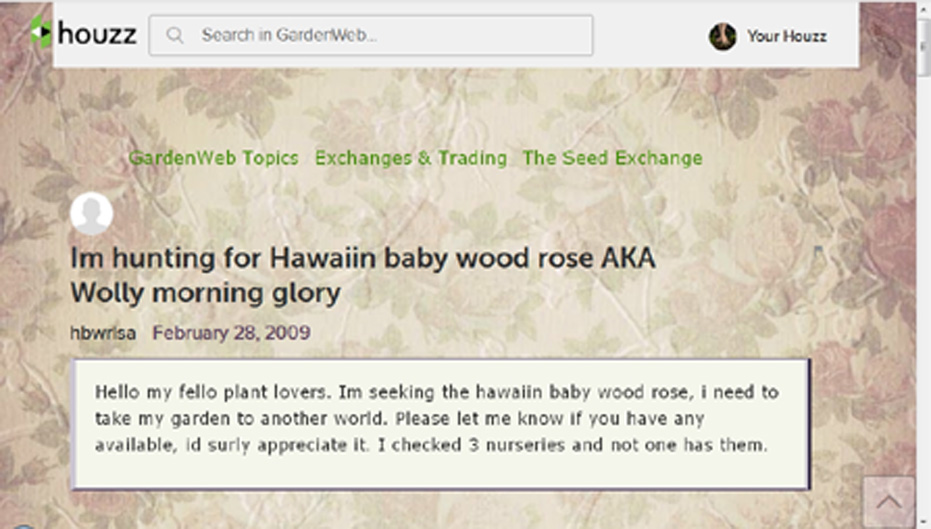 houzz Search in GardenWeb... Your Houzz
GardenWeb Topics Exchanges & Trading The Seed Exchange
Im hunting for Hawaiin baby wood rose AKA
Wolly morning glory
hbwrlsa February 28, 2009
Hello my fello plant lovers. Im seeking the hawaiin baby wood rose, i need to
take my garden to another world. Please let me know if you have any
available, id surly appreciate it. I checked 3 nurseries and not one has them.